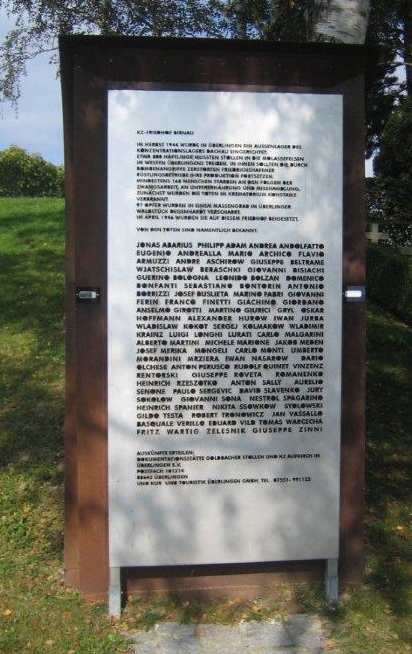 KZ-FRIEDHOF BIRNAU
IM HERBST 1944 WURDE IN ÜBERLINGEN EIN AUSSENLAGER DES
KONZENTRATIONSLAGERS DACHAU EINGERICHTET.
ETWA 800 HÄFTLINGE MUSSTEN STOLLEN IN DIE MOLASSEFELSEN
IM WESTEN ÜBERLINGENS TREIBEN. IN IHNEN SOLLTEN DIE DURCH
BOMBENANGRIFFE ZERSTÖRTEN FRIEDRICHSHAFENER
RÜSTUNGSBETRIEBE IHRE PRODUKTION FORTSETZEN.
MINDESTENS 168 MENSCHEN STARBEN AN DEN FOLGEN DER
ZWANGSARBEIT, AN UNTERERNÄHRUNG UND MISSHANDLUNG.
ZUNÄCHST WURDEN DIE TOTEN IM KREMATORIUM KONSTANZ
VERBRANNT.
97 OPFER WURDEN IN EINEM MASSENGRAB IM ÜBERLINGER
WALDSTÜCK DEGENHARDT VERSCHARRT.
IM APRIL 1946 WURDEN SIE AUF DIESEM FRIEDHOF BEIGESETZT.
VON DEN TOTEN SIND NAMENTLICH BEKANNT:
JONAS ABARIUS PHILIPP ADAM ANDREA ANDOLFATTO
EUGENIO ANDREALLA MARIO ARCHICO FLAVIO
ARMUZZI ANDRE ASCHIROW GIUSEPPE BELTRAME
WJATSCHISLAW BERASCHKI GIOVANNI BISIACHI
GUERINO BOLOGNA LEONIDO BOLZAN DOMENICO
BONFANTI SEBASTIANO BONTORIN ANTONIO
BORRIZZI JOSEF BUSLIETA MARINO FABRI GIOVANNI
FERIN FRANCO FINETTI GIACHINO GIORDANO
ANSELMO GIROTTI MARTINO GIURICI GRYL OSKAR
HOFFMANN ALEXANDER HUROW IWAN JURBA
WLADISLAW KOKOT SERGEJ KOLMAKOW WLADIMIR
KRAINZ LUIGI LONGHI LURATI CARLO MALGARINI
ALBERTO MARTINI MICHELE MARIONE JAKOB MEDEN
JOSEF MERIKA MONGELI CARLO MONTI UMBERTO
MORANDINI MRZIERA IWAN NASAROW DARIO
OLCHESE ANTON PERUSCO RUDOLF QUINET VINZENZ
RENTORSKI GIUSEPPE ROVETA ROMANENKO
HEINRICH RZESZOTKO ANTON SALLY AURELIO
SENONE PAULO SERGEVIC DAVID SLAVENKO JURY
SOKOLOW GIOVANNI SONA NESTROL SPAGARINO
HEINRICH SPANIER NIKITA SSOWKOW SYDLOWSKI
GILDO TESTA ROBERT TRONOWICZ JAN VASSALLO
BASQUALE VERILLO EDUARD VILD TOMAS WARCECHA
FRITZ WARTIG ZELESNIK GIUSEPPE ZINNI
AUSKÜNFTE ERTEILEN:
DOKUMENTATIONSSTÄTTE GOLDBACHER STOLLEN UND KZ AUFKIRCH IN
ÜBERLINGEN E.V.
POSTFACH 101214
88642 ÜBERLINGEN
UND KUR- UND TOURISTIK ÜBERLINGEN GMBH, TEL. 07551- 991122